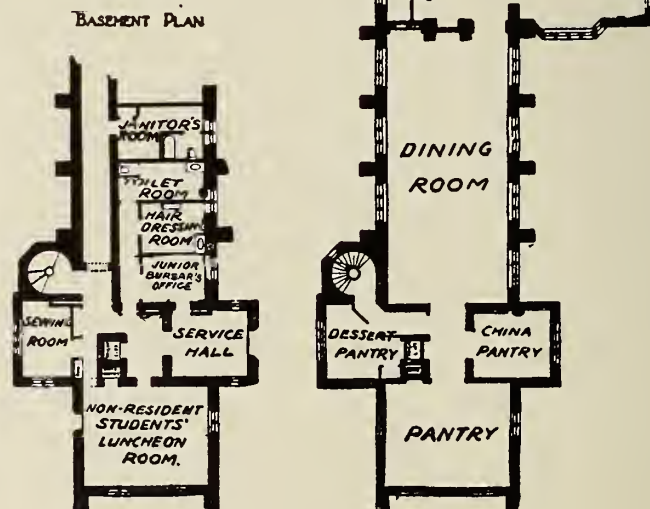 BASEMENT PLAN
JANITOR'S
ROOM
TOILET
ROOM
HAIR
DRESSING
ROOM
JUNIOR
BURSAR'S
OFFICE
SEWING
ROOM
SERVICE
HALL
NON-RESIDENT
STUDENTS'
LUNCHEON
ROOM.
DINING
ROOM
DESSERT
PANTRY
CHINA
PANTRY
PANTRY